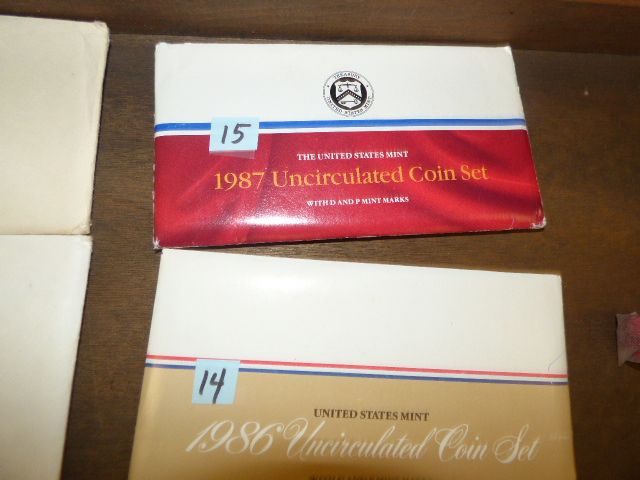 15
THE UNITED STATES MINT
1987 Uncirculated Coin Set
WITH D AND P MINT MARKS
14
UNITED STATES MINT
1986 Uncirculated Coin Set